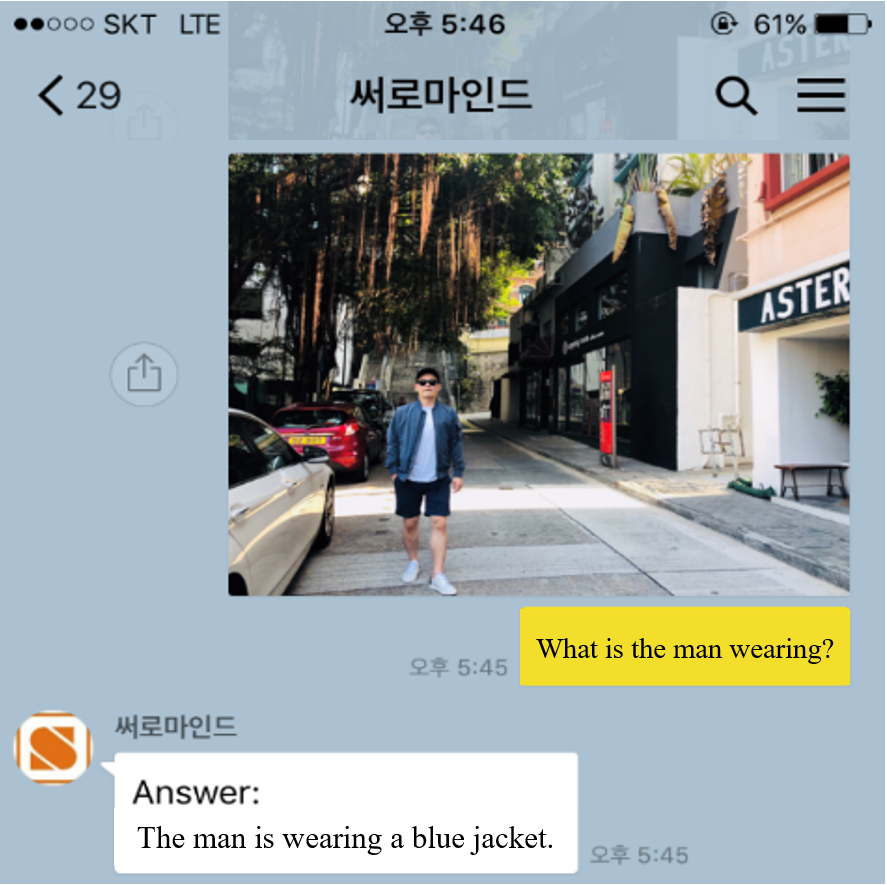 SKT LTE 오후 5:46 61%
29 써로마인드
ASTER
ASTER
What is the man wearing?
오후 5:45
써로마인드
Answer:
The man is wearing a blue jacket.
오후 5:45